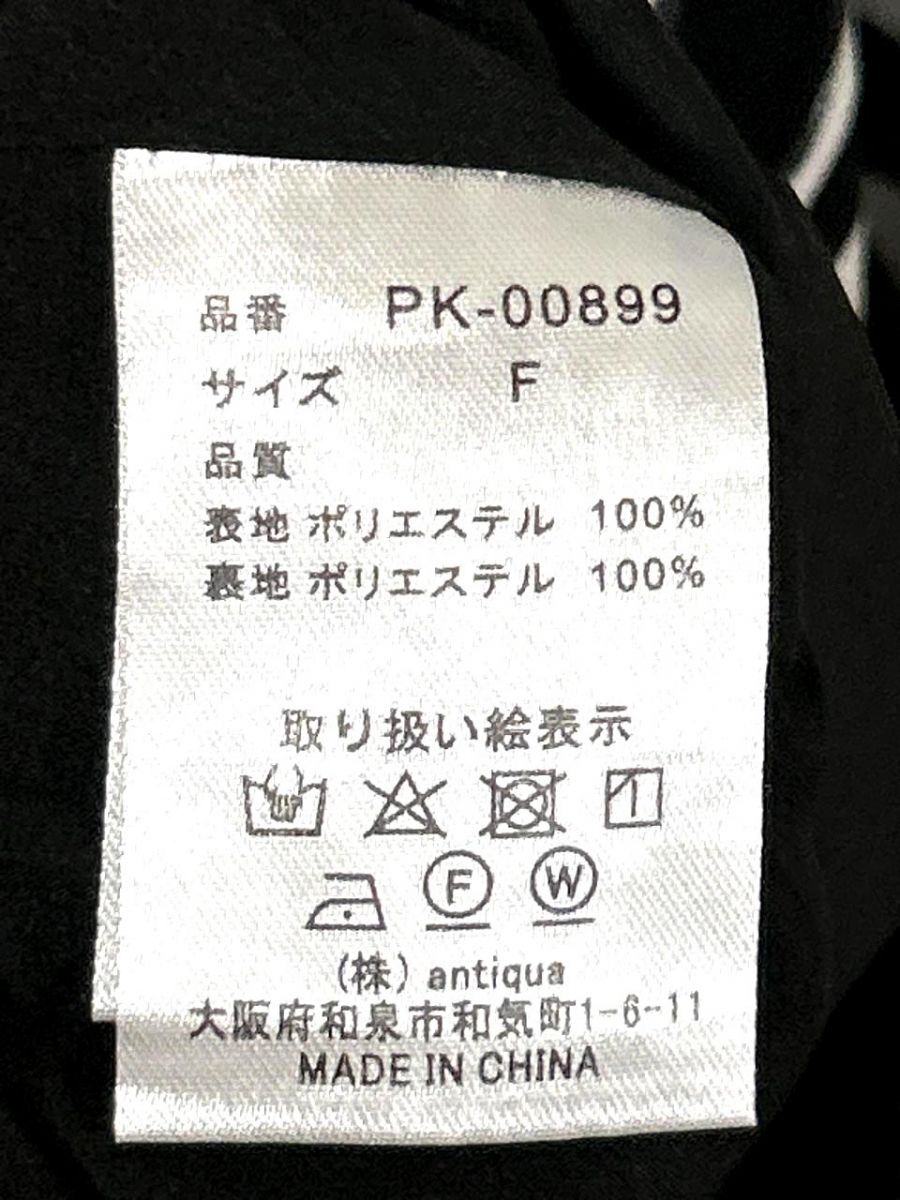 品番 PK-00899
サイズ F
品質
表地 ポリエステル 100%
裏地 ポリエステル 100%
取り扱い絵表示
F W
(株) antiqua
大阪府和泉市和気町1-6-11
MADE IN CHINA